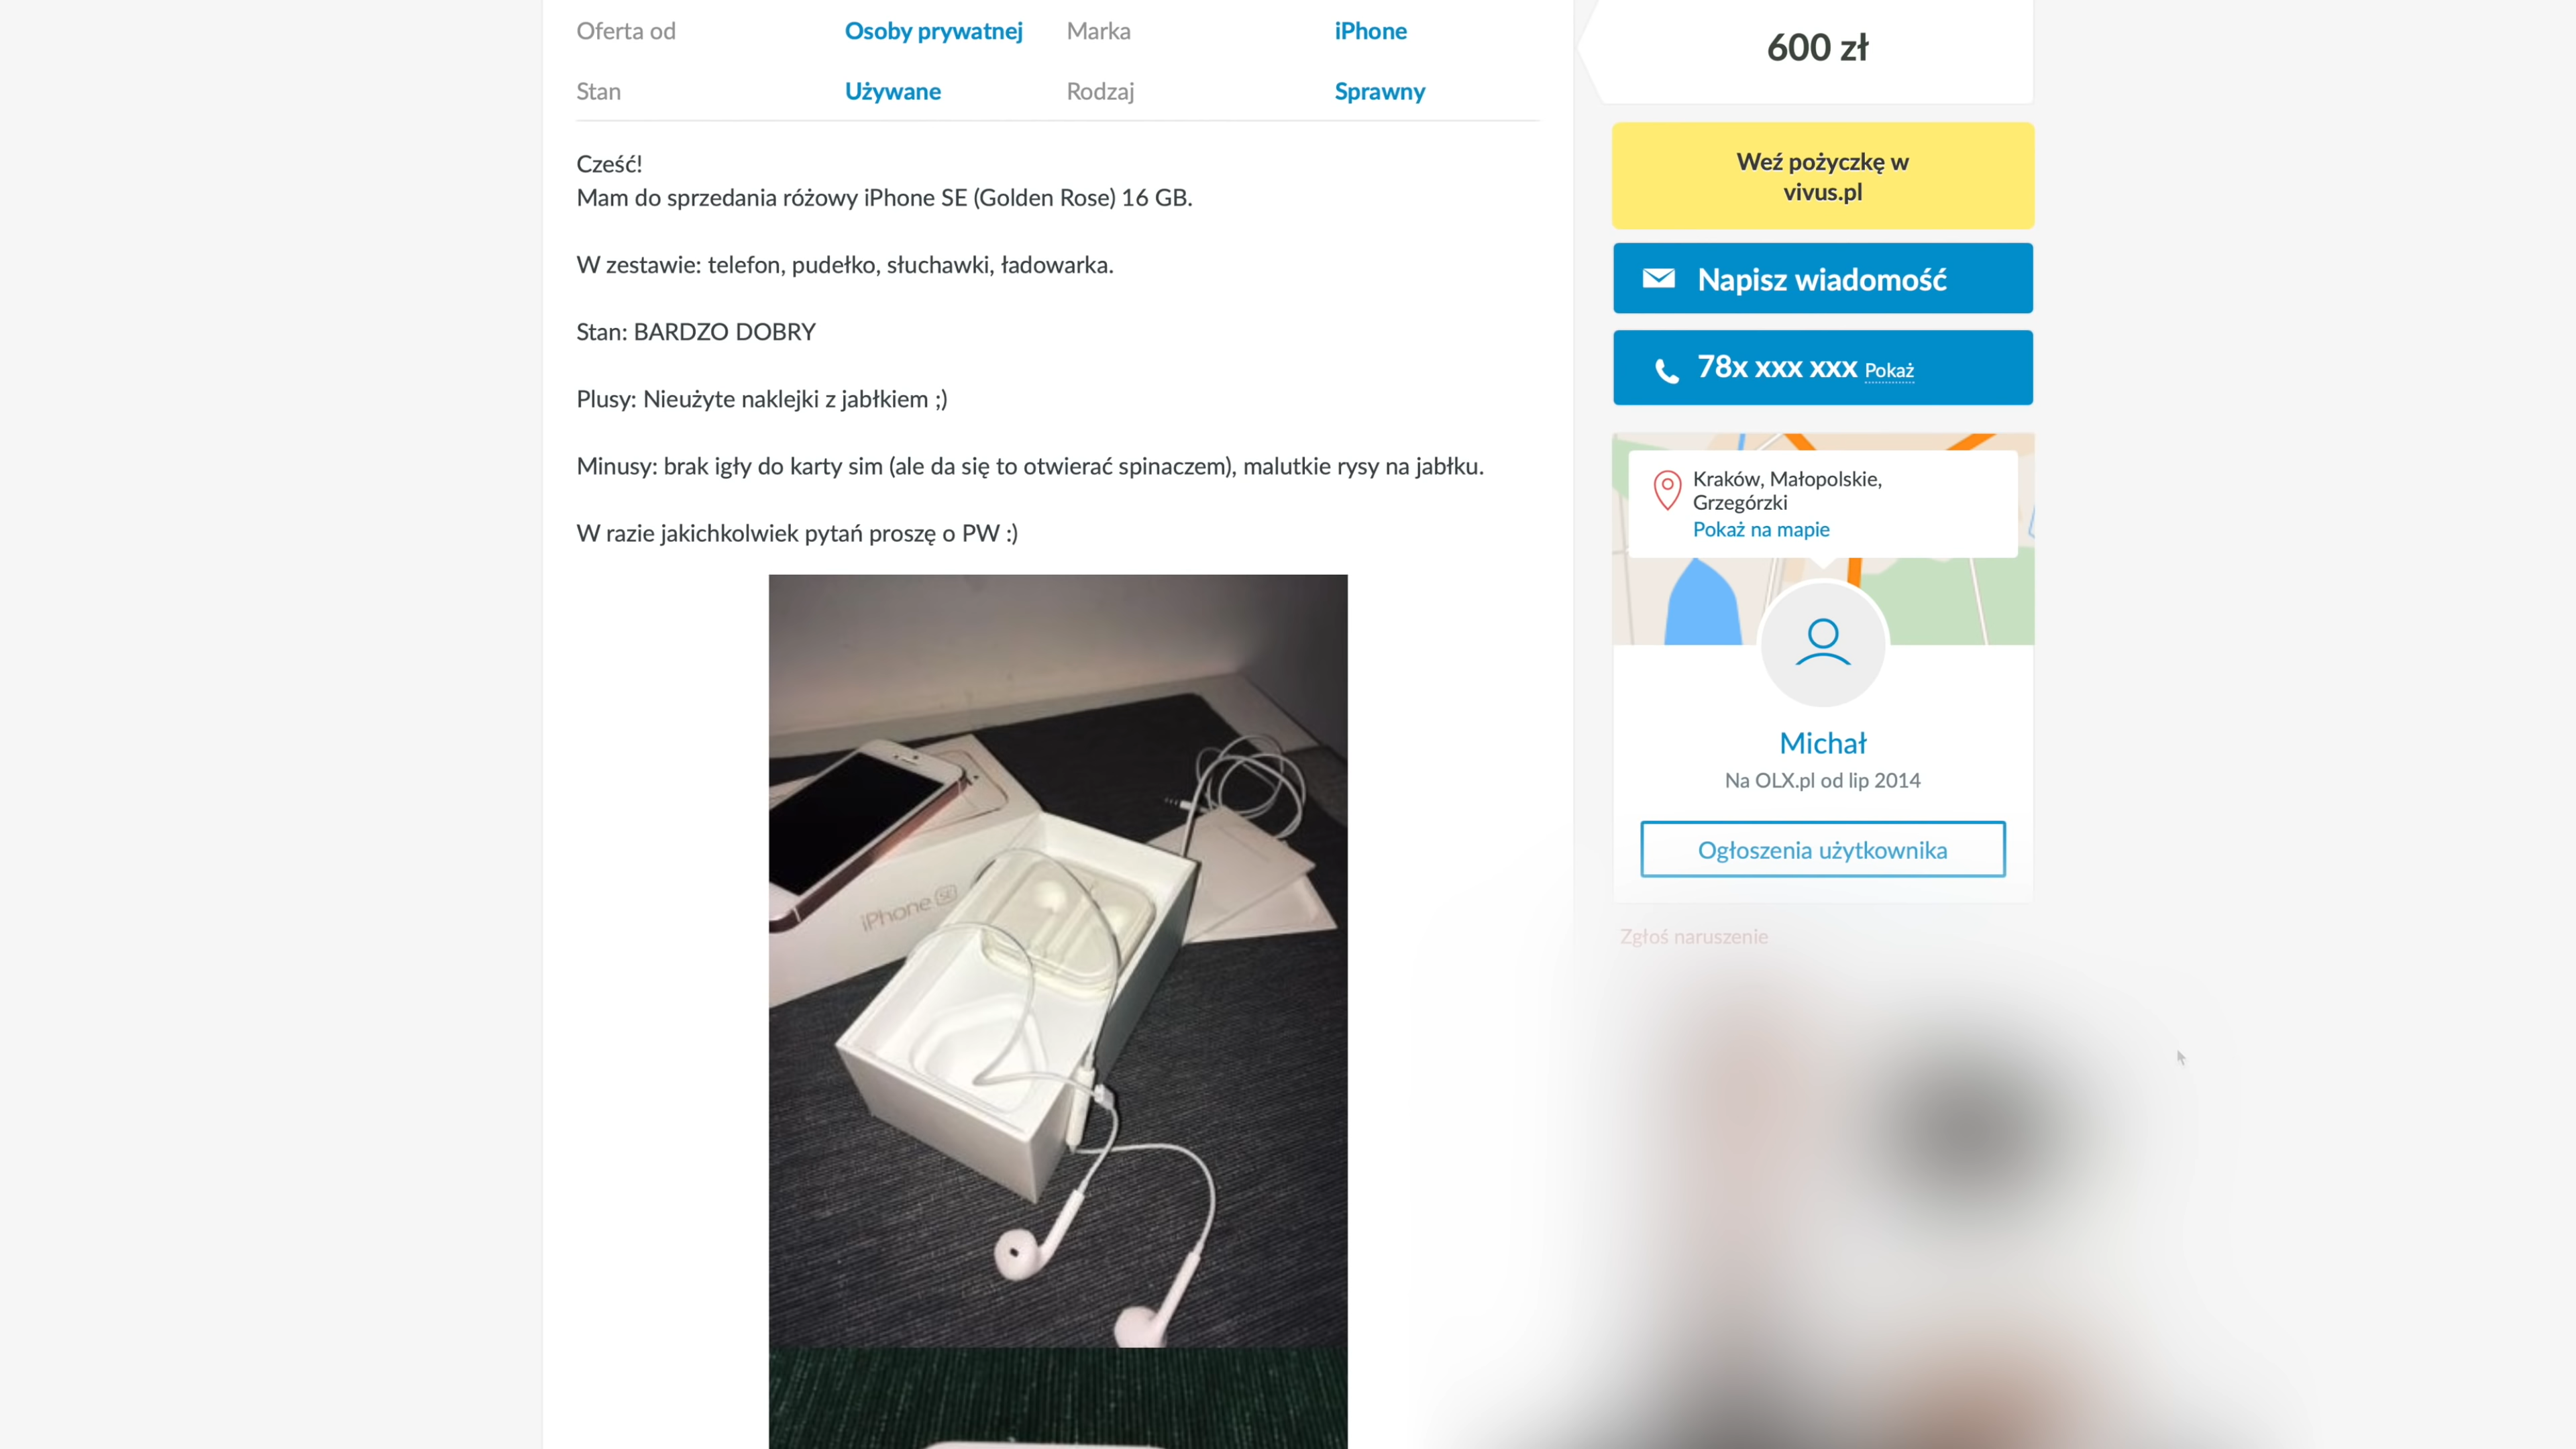 Oferta od Osoby prywatnej Marka iPhone
Stan Używane Rodzaj Sprawny
Cześć!
Mam do sprzedania różowy iPhone SE (Golden Rose) 16 GB.
W zestawie: telefon, pudełko, słuchawki, ładowarka.
Stan: BARDZO DOBRY
Plusy: Nieużyte naklejki z jabłkiem ;)
Minusy: brak igły do karty sim (ale da się to otwierać spinaczem), malutkie rysy na jabłku.
W razie jakichkolwiek pytań proszę o PW :)
iPhone SE
600 zł
Weź pożyczkę w
vivus.pl
Napisz wiadomość
78x xxx xxx Pokaż
Kraków, Małopolskie,
Grzegórzki
Pokaż na mapie
Michał
Na OLX.pl od lip 2014
Ogłoszenia użytkownika
Zgłoś naruszenie